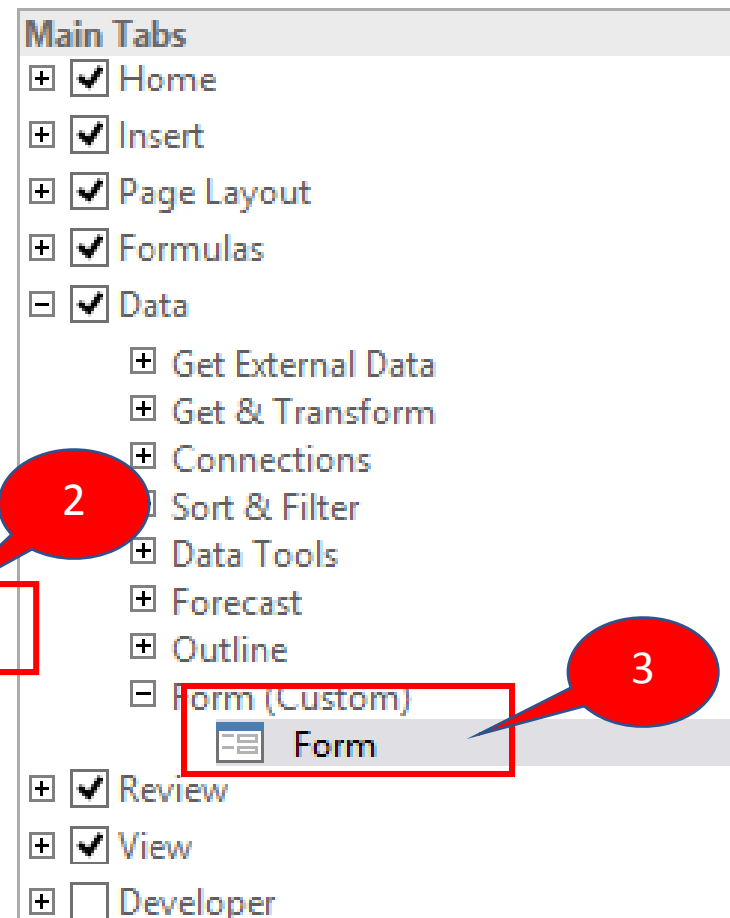 Main Tabs
Home
Insert
Page Layout
Formulas
Data
Get External Data
Get & Transform
Connections
2
Sort & Filter
Data Tools
Forecast
Outline
3
Form (Custom)
Form
Review
View
Developer